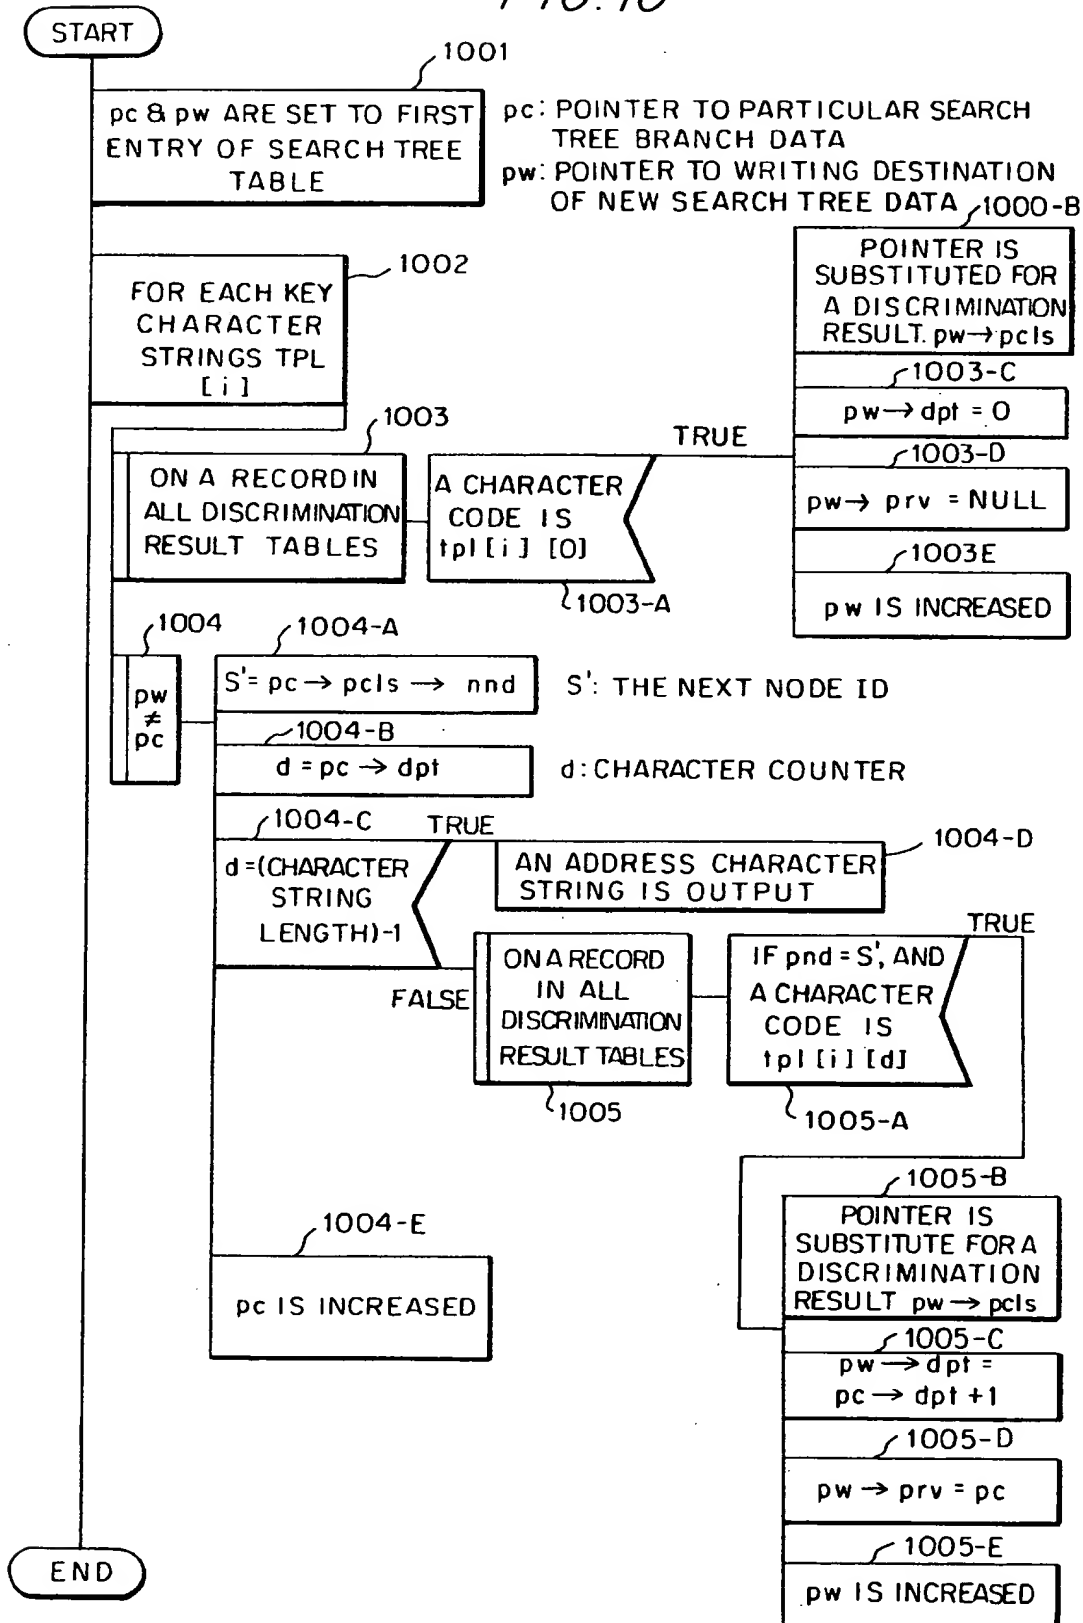 FIG. 10
START
1001
pc & pw ARE SET TO FIRST
ENTRY OF SEARCH TREE
TABLE
pc: POINTER TO PARTICULAR SEARCH
TREE BRANCH DATA
pw: POINTER TO WRITING DESTINATION
OF NEW SEARCH TREE DATA
1000-B
POINTER IS
SUBSTITUTED FOR
A DISCRIMINATION
RESULT. pw→pcls
1002
FOR EACH KEY
CHARACTER
STRINGS TPL
[i]
1003-C
pw→dpt = 0
1003
ON A RECORD IN
ALL DISCRIMINATION
RESULT TABLES
A CHARACTER
CODE IS
tpl[i] [0]
1003-A
TRUE
1003-D
pw→ prv = NULL
1003E
pw IS INCREASED
1004
pw
≠
pc
1004-A
S'= pc → pcls → nnd
S': THE NEXT NODE ID
1004-B
d = pc → dpt
d: CHARACTER COUNTER
1004-C
TRUE
d =(CHARACTER
STRING
LENGTH)-1
1004-D
AN ADDRESS CHARACTER
STRING IS OUTPUT
FALSE
ON A RECORD
IN ALL
DISCRIMINATION
RESULT TABLES
1005
TRUE
IF pnd = S', AND
A CHARACTER
CODE IS
tpl[i][d]
1005-A
1005-B
POINTER IS
SUBSTITUTE FOR A
DISCRIMINATION
RESULT pw → pcls
1004-E
pc IS INCREASED
1005-C
pw → dpt =
pc → dpt +1
1005-D
pw → prv = pc
1005-E
pw IS INCREASED
END